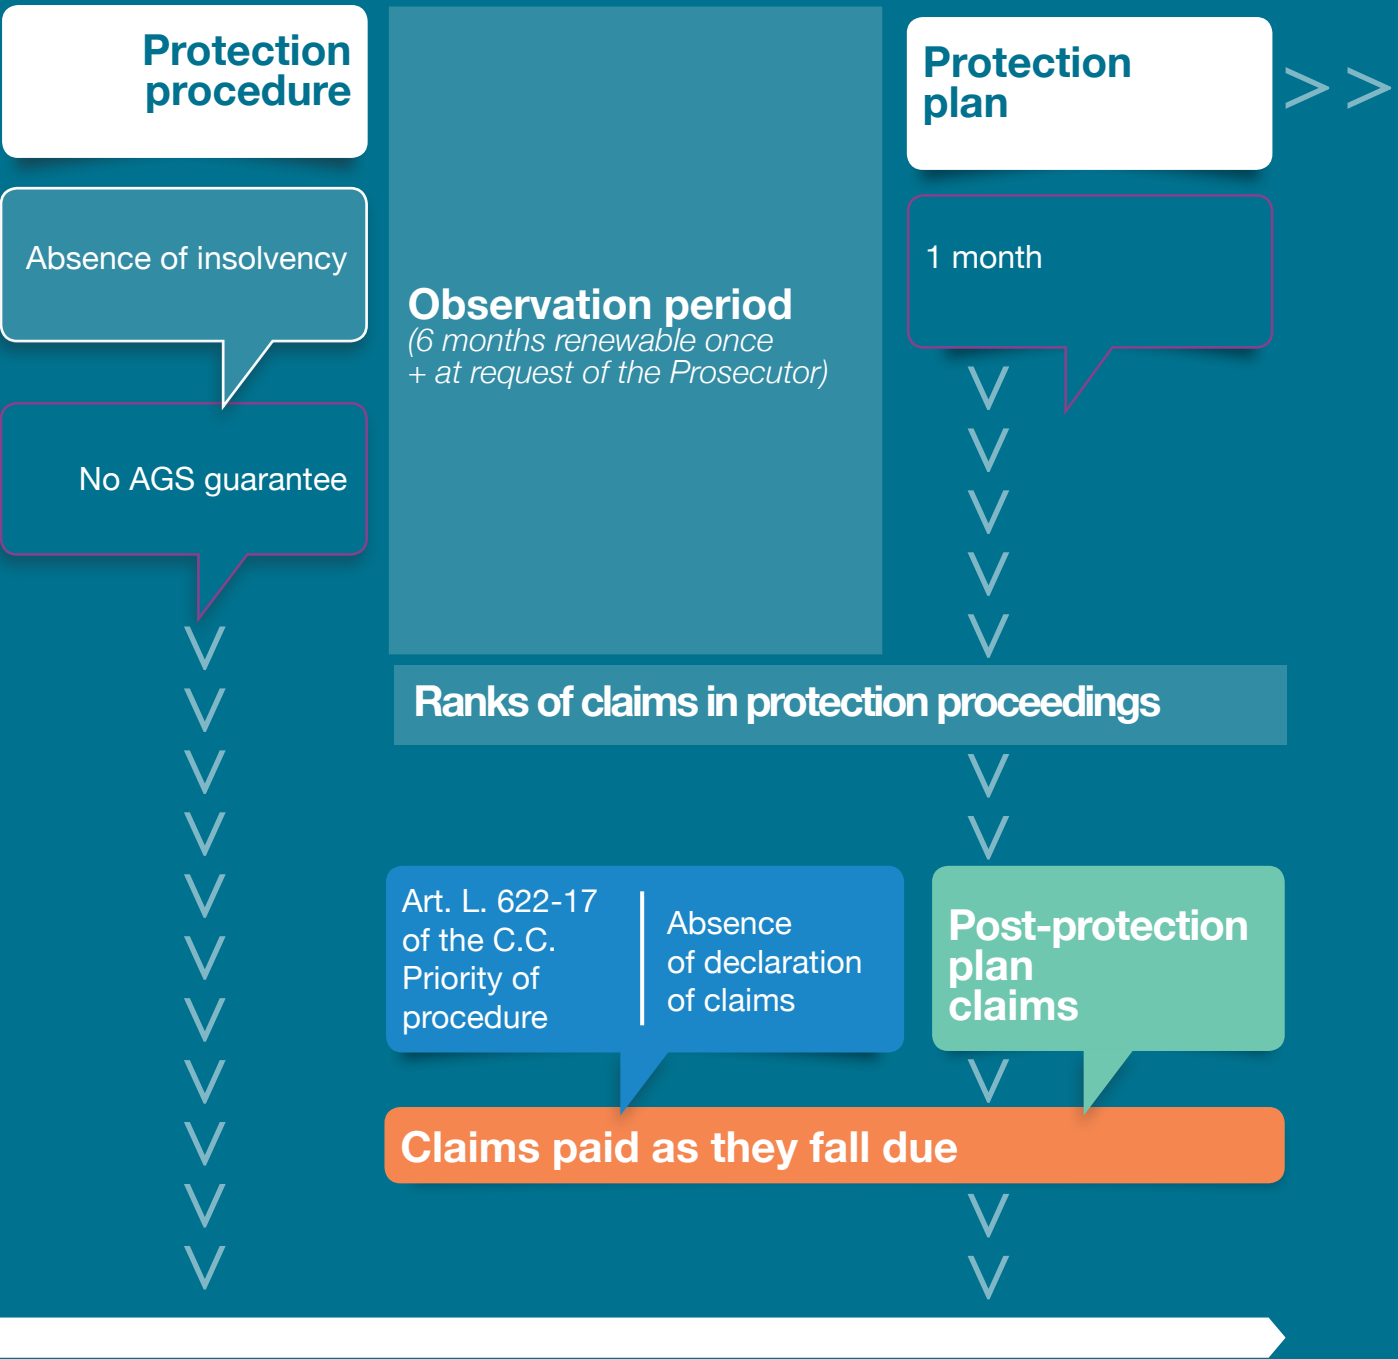 Protection
procedure
Absence of insolvency
No AGS guarantee
Observation period
(6 months renewable once
+ at request of the Prosecutor)
Protection
plan
> >
1 month
Ranks of claims in protection proceedings
Art. L. 622-17
of the C.C.
Priority of
procedure
Absence
of declaration
of claims
Post-protection
plan
claims
Claims paid as they fall due